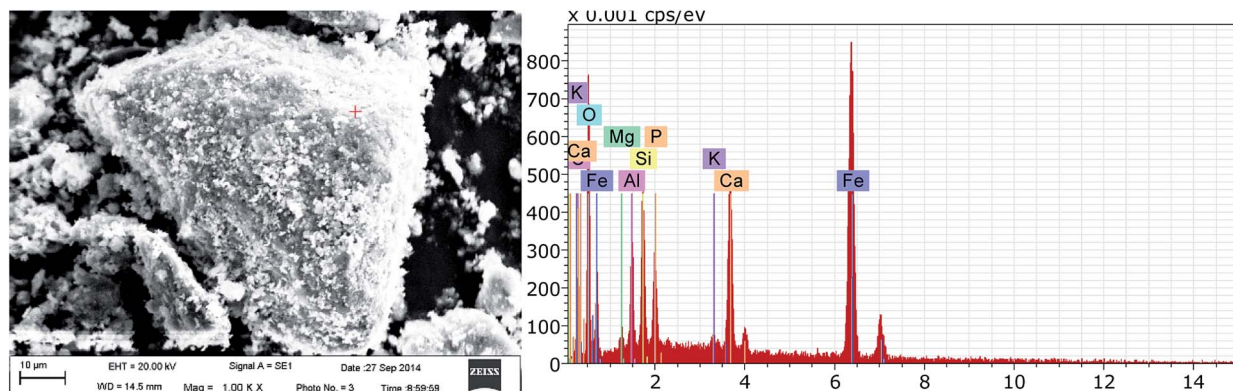 x 0.001 cps/eV
800
700
600
500
400
300
200
100
0
K
O
Mg
P
Ca
Si
K
Fe
Al
Ca
Fe
2
4
6
8
10
12
14
10 µm
EHT = 20.00 kV
Signal A = SE1
Date :27 Sep 2014
ZEISS
WD = 14.5 mm
Mag = 1.00 K X
Photo No. = 3
Time :8:59:59